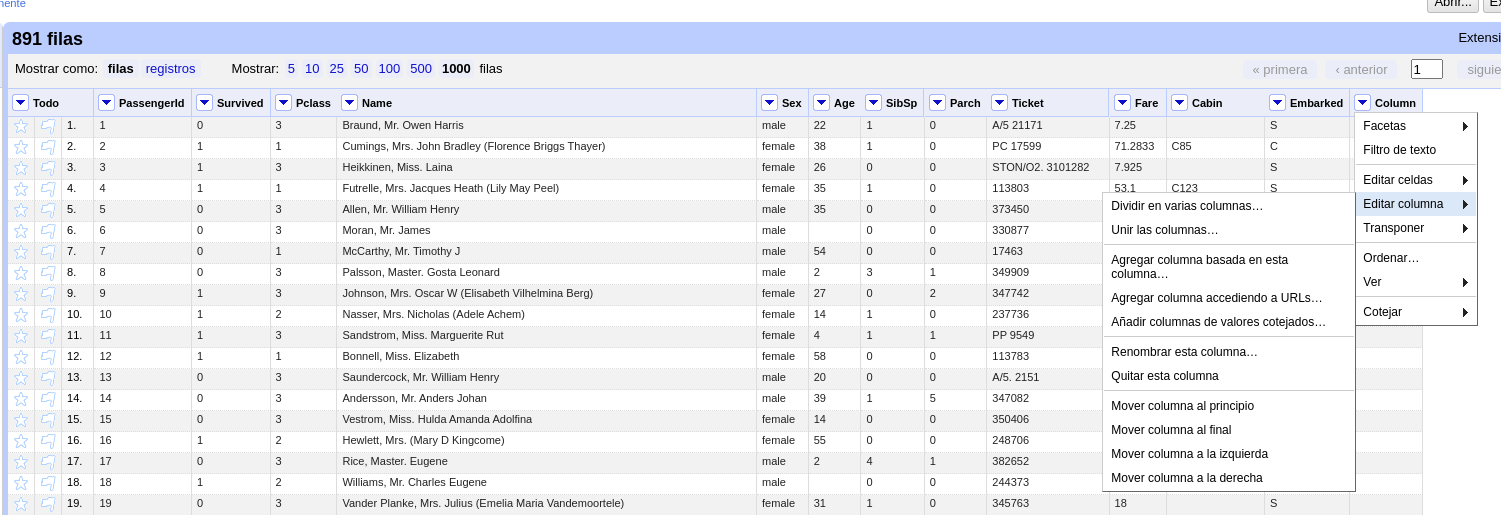 891 filas
Mostrar como: filas registros Mostrar: 5 10 25 50 100 500 1000 filas « primera ‹ anterior 1
Todo PassengerId Survived Pclass Name Sex Age SibSp Parch Ticket Fare Cabin Embarked Column
1. 1 0 3 Braund, Mr. Owen Harris male 22 1 0 A/5 21171 7.25 S
2. 2 1 1 Cumings, Mrs. John Bradley (Florence Briggs Thayer) female 38 1 0 PC 17599 71.2833 C85 C
3. 3 1 3 Heikkinen, Miss. Laina female 26 0 0 STON/O2. 3101282 7.925 S
4. 4 1 1 Futrelle, Mrs. Jacques Heath (Lily May Peel) female 35 1 0 113803 53.1 C123 S
5. 5 0 3 Allen, Mr. William Henry male 35 0 0 373450
6. 6 0 3 Moran, Mr. James male 0 0 330877
7. 7 0 1 McCarthy, Mr. Timothy J male 54 0 0 17463
8. 8 0 3 Palsson, Master. Gosta Leonard male 2 3 1 349909
9. 9 1 3 Johnson, Mrs. Oscar W (Elisabeth Vilhelmina Berg) female 27 0 2 347742
10. 10 1 2 Nasser, Mrs. Nicholas (Adele Achem) female 14 1 0 237736
11. 11 1 3 Sandstrom, Miss. Marguerite Rut female 4 1 1 PP 9549
12. 12 1 1 Bonnell, Miss. Elizabeth female 58 0 0 113783
13. 13 0 3 Saundercock, Mr. William Henry male 20 0 0 A/5. 2151
14. 14 0 3 Andersson, Mr. Anders Johan male 39 1 5 347082
15. 15 0 3 Vestrom, Miss. Hulda Amanda Adolfina female 14 0 0 350406
16. 16 1 2 Hewlett, Mrs. (Mary D Kingcome) female 55 0 0 248706
17. 17 0 3 Rice, Master. Eugene male 2 4 1 382652
18. 18 1 2 Williams, Mr. Charles Eugene male 0 0 244373
19. 19 0 3 Vander Planke, Mrs. Julius (Emelia Maria Vandemoortele) female 31 1 0 345763 18 S
Facetas
Filtro de texto
Editar celdas
Editar columna
Transponer
Ordenar…
Ver
Cotejar
Dividir en varias columnas…
Unir las columnas…
Agregar columna basada en esta
columna…
Agregar columna accediendo a URLs…
Añadir columnas de valores cotejados…
Renombrar esta columna…
Quitar esta columna
Mover columna al principio
Mover columna al final
Mover columna a la izquierda
Mover columna a la derecha